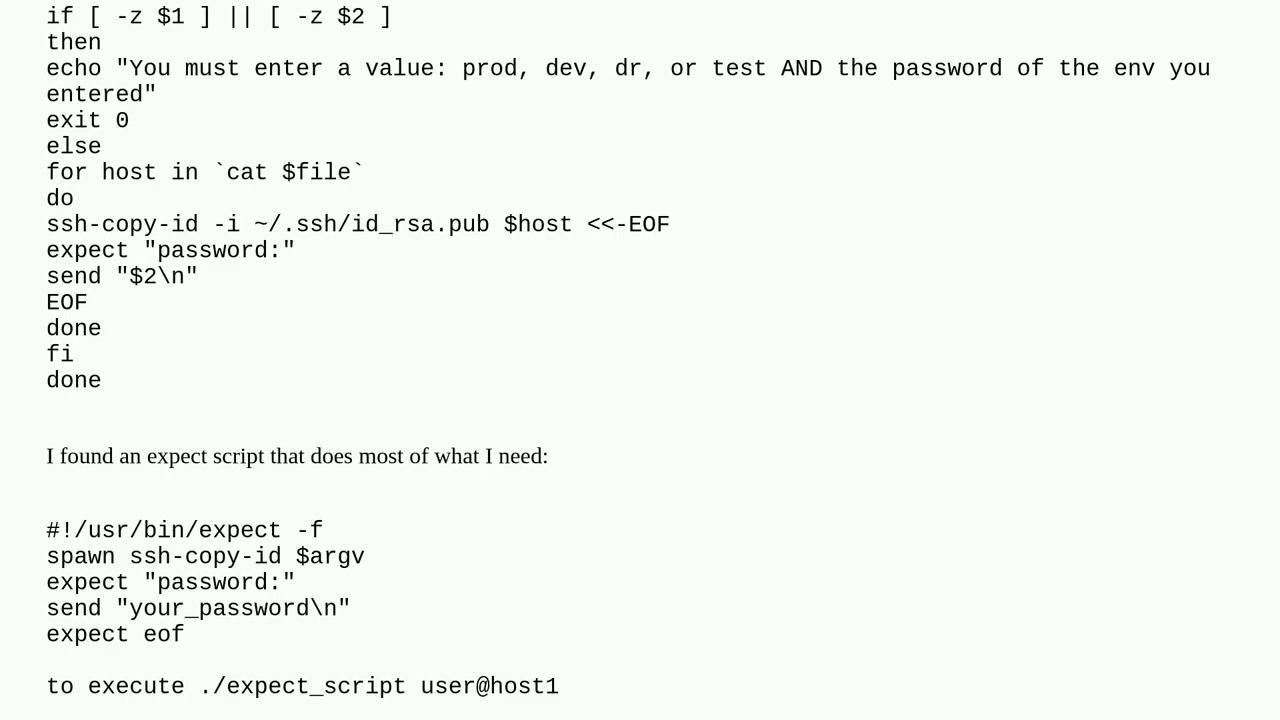 if [ -z $1 ] || [ -z $2 ]
then
echo "You must enter a value: prod, dev, dr, or test AND the password of the env you
entered"
exit 0
else
for host in `cat $file`
do
ssh-copy-id -i ~/.ssh/id_rsa.pub $host <<-EOF
expect "password:"
send "$2\n"
EOF
done
fi
done
I found an expect script that does most of what I need:
#!/usr/bin/expect -f
spawn ssh-copy-id $argv
expect "password:"
send "your_password\n"
expect eof
to execute ./expect_script user@host1